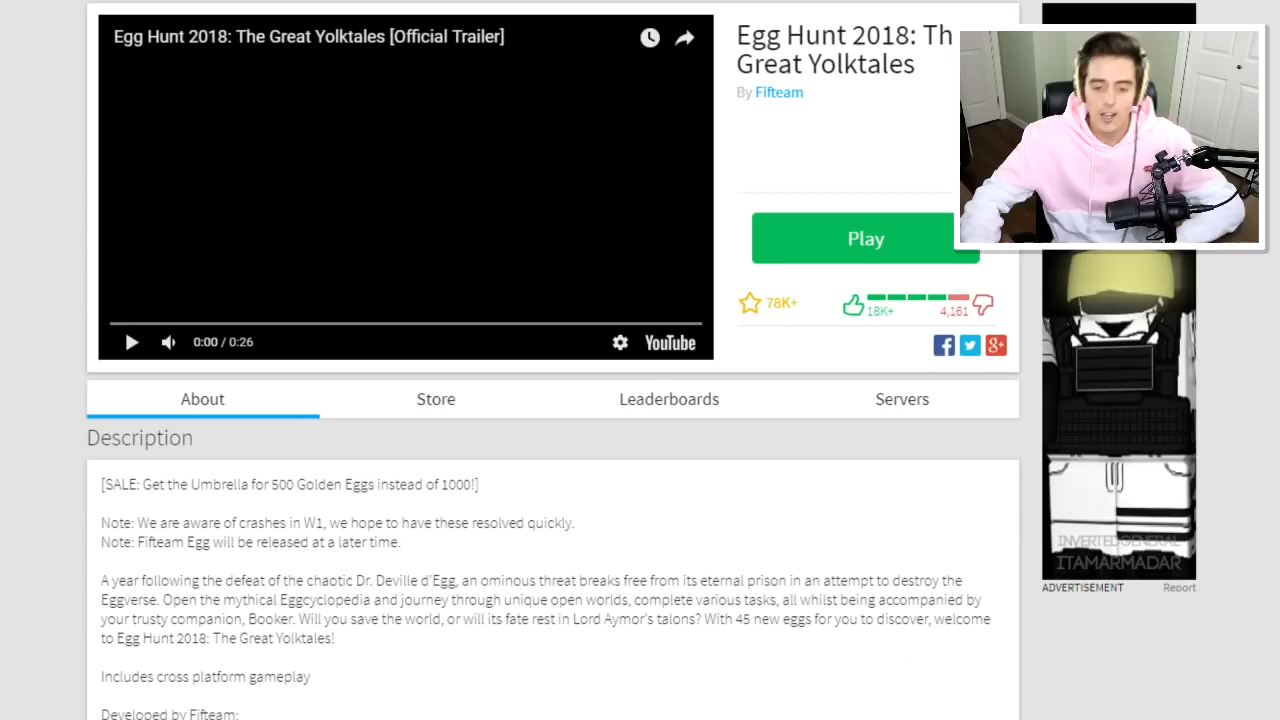 Egg Hunt 2018: The Great Yolktales [Official Trailer]
0:00 / 0:26
YouTube
Egg Hunt 2018: Th
Great Yolktales
By Fifteam
Play
78K+
18K+
4,161
About
Store
Leaderboards
Servers
Description
[SALE: Get the Umbrella for 500 Golden Eggs instead of 1000!]
Note: We are aware of crashes in W1, we hope to have these resolved quickly.
Note: Fifteam Egg will be released at a later time.
A year following the defeat of the chaotic Dr. Deville d'Egg, an ominous threat breaks free from its eternal prison in an attempt to destroy the
Eggverse. Open the mythical Eggcyclopedia and journey through unique open worlds, complete various tasks, all whilst being accompanied by
your trusty companion, Booker. Will you save the world, or will its fate rest in Lord Aymor's talons? With 45 new eggs for you to discover, welcome
to Egg Hunt 2018: The Great Yolktales!
Includes cross platform gameplay
Developed by Fifteam:
INVERTEDGENERAL
ITAMARMADAR
ADVERTISEMENT
Report